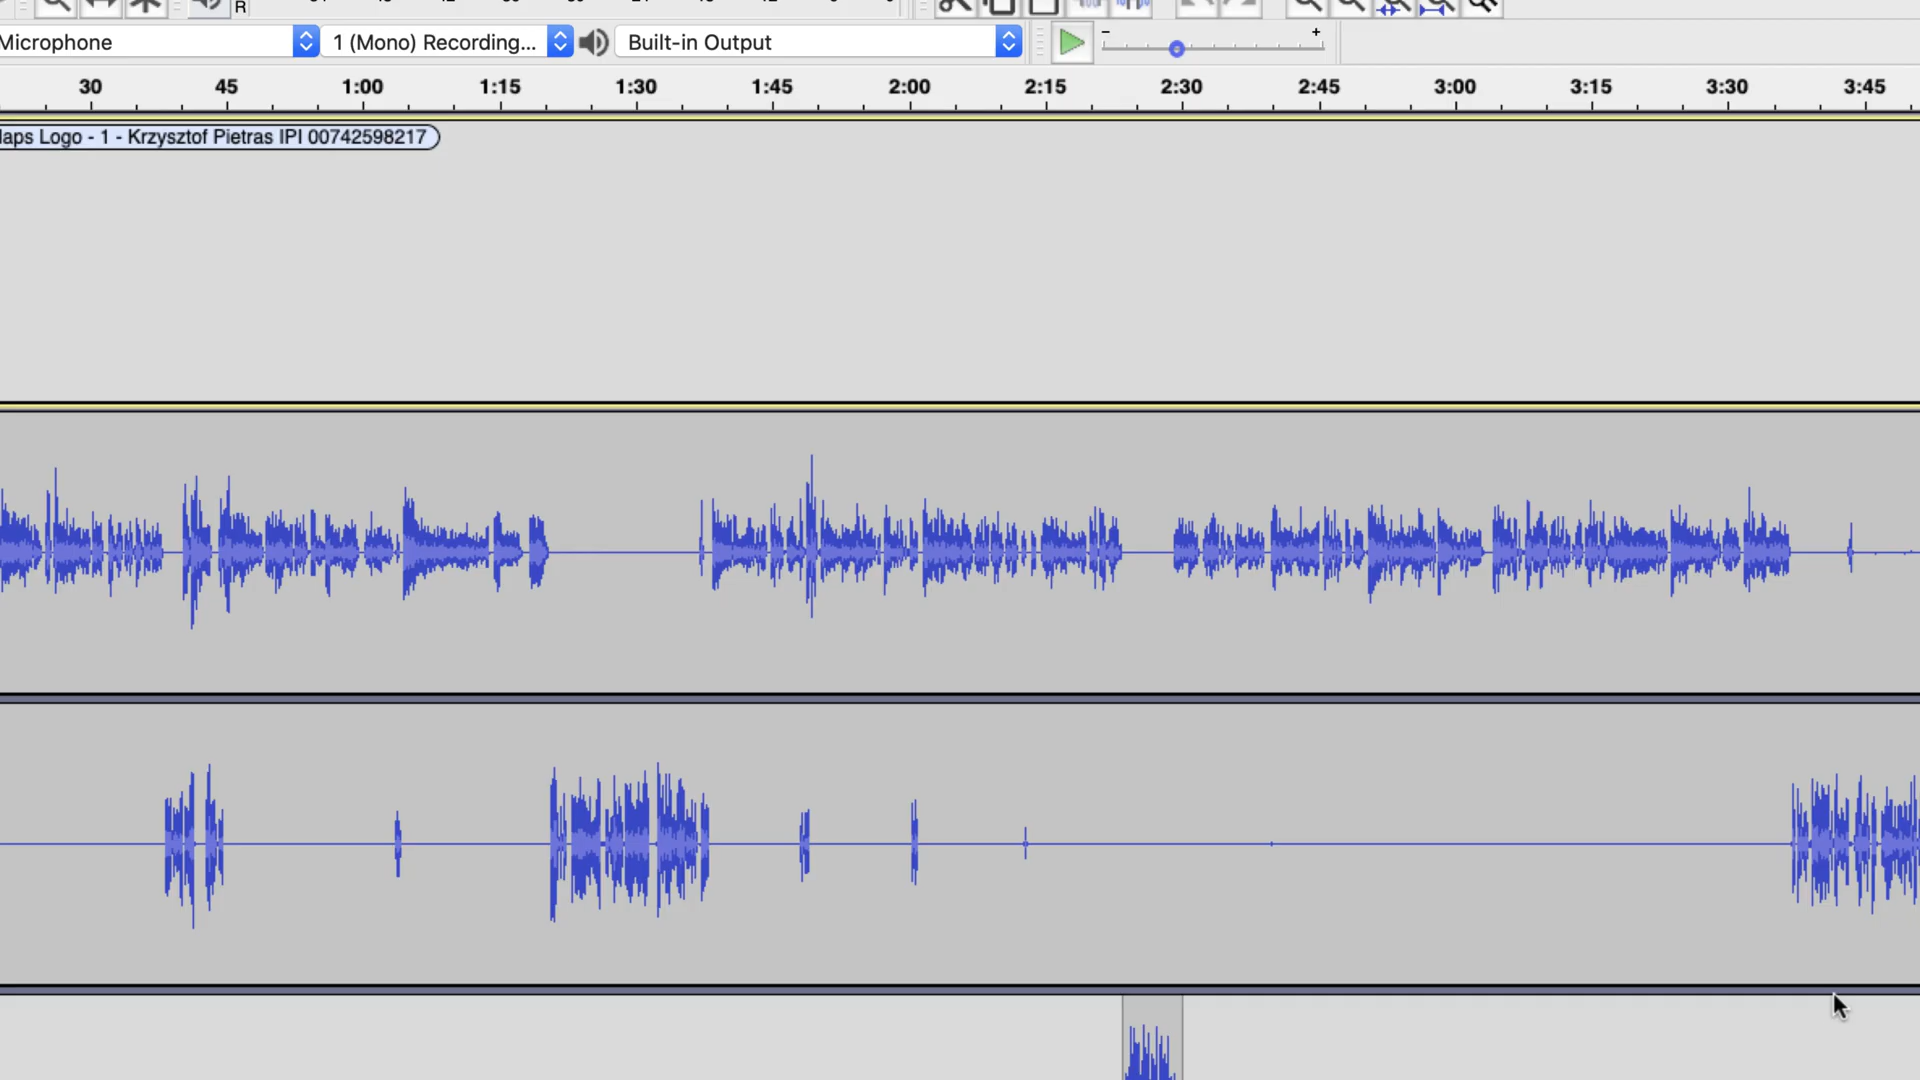 R
Microphone
1 (Mono) Recording...
Built-in Output
- +
30 45 1:00 1:15 1:30 1:45 2:00 2:15 2:30 2:45 3:00 3:15 3:30 3:45
laps Logo - 1 - Krzysztof Pietras IPI 00742598217